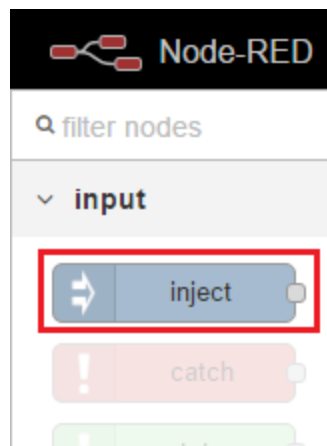 Node-RED
filter nodes
input
inject
catch